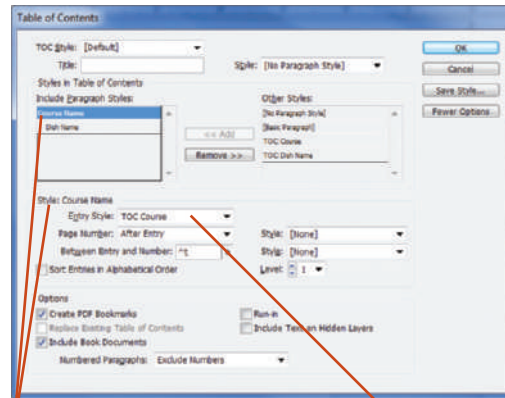 Table of Contents
TOC Style: [Default]
OK
Title:
Style: [No Paragraph Style]
Cancel
Styles in Table of Contents
Save Style...
Include Paragraph Styles:
Other Styles:
Fewer Options
Course Name
[No Paragraph Style]
Dish Name
[Basic Paragraph]
<< Add
TOC Course
Remove >>
TOC Dish Name
Style: Course Name
Entry Style: TOC Course
Page Number: After Entry
Style: [None]
Between Entry and Number: ^t
Style: [None]
Sort Entries in Alphabetical Order
Level: 1
Options
Create PDF Bookmarks
Run-in
Replace Existing Table of Contents
Include Text on Hidden Layers
Include Book Documents
Numbered Paragraphs: Exclude Numbers